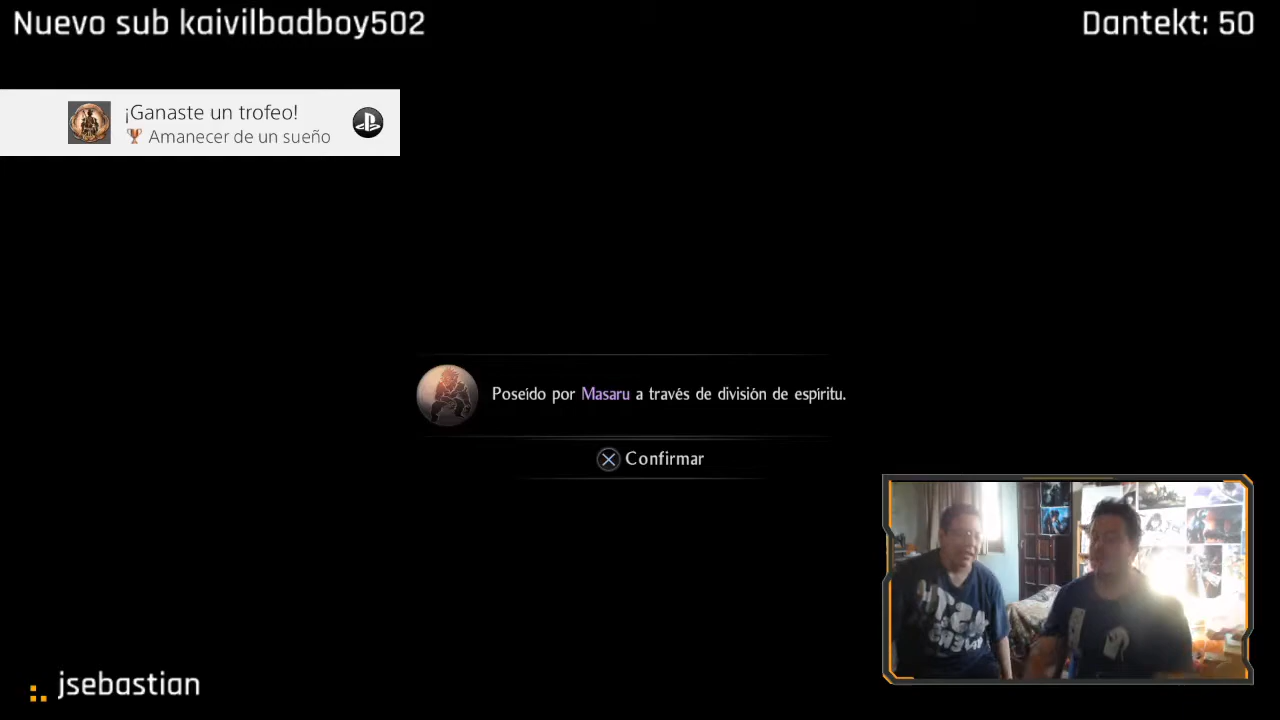 Nuevo sub kaivilbadboy502
Dantekt: 50
¡Ganaste un trofeo!
Amanecer de un sueño
Poseído por Masaru a través de división de espíritu.
Confirmar
jsebastian